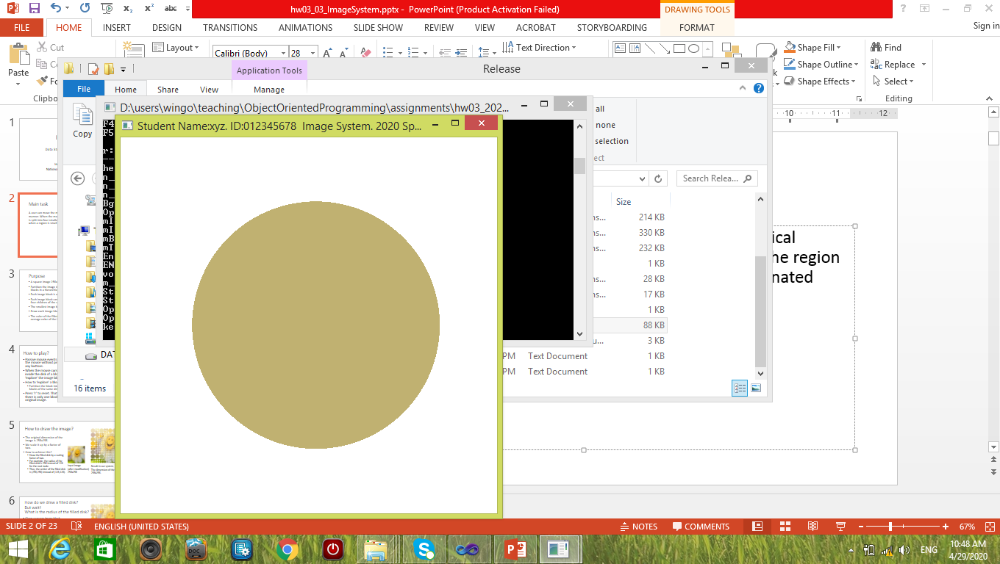 hw03_03_ImageSystem.pptx - PowerPoint (Product Activation Failed)
DRAWING TOOLS
FILE HOME INSERT DESIGN TRANSITIONS ANIMATIONS SLIDE SHOW REVIEW VIEW ACROBAT STORYBOARDING FORMAT
Sign in
Paste
Cut
Layout
Calibri (Body) 28
Text Direction
Shape Fill
Shape Outline
Shape Effects
Find
Replace
Select
Editing
Application Tools
Release
File Home Share View Manage
Copy
D:\users\wingo\teaching\ObjectOrientedProgramming\assignments\hw03_202...
Student Name:xyz. ID:012345678 Image System. 2020 Sp...
F4
F5
r:
he
n_
n_
n_
Bg
Op
mI
mI
mB
mT
En
EN
vo
m_
St
St
Op
Op
ke
all
none
selection
ect
Search Relea...
Size
ns... 214 KB
ns... 330 KB
ns... 232 KB
1 KB
ns... 28 KB
ns... 17 KB
1 KB
88 KB
u... 3 KB
PM Text Document 1 KB
PM Text Document 1 KB
DAT
16 items
10 11 12
ical
he region
nated
1
2
Main task
3
Purpose
4
How to play?
5
How to draw the image?
6
How do we draw a filled disk?
But wait!
What is the radius of the filled disk?
SLIDE 2 OF 23 ENGLISH (UNITED STATES) NOTES COMMENTS 67%
ENG
10:48 AM
4/29/2020